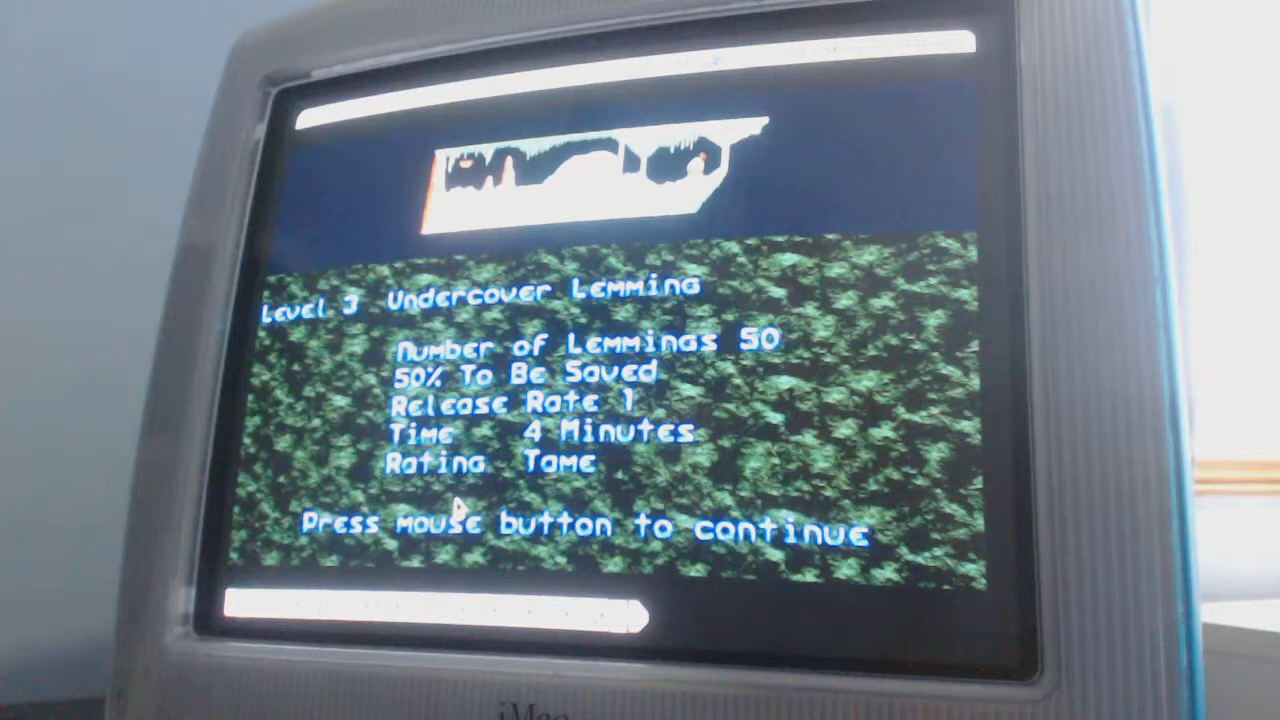 Level 3 Undercover Lemming
Number of Lemmings 50
50% To Be Saved
Release Rate 1
Time 4 Minutes
Rating Tame
Press mouse button to continue
iMac